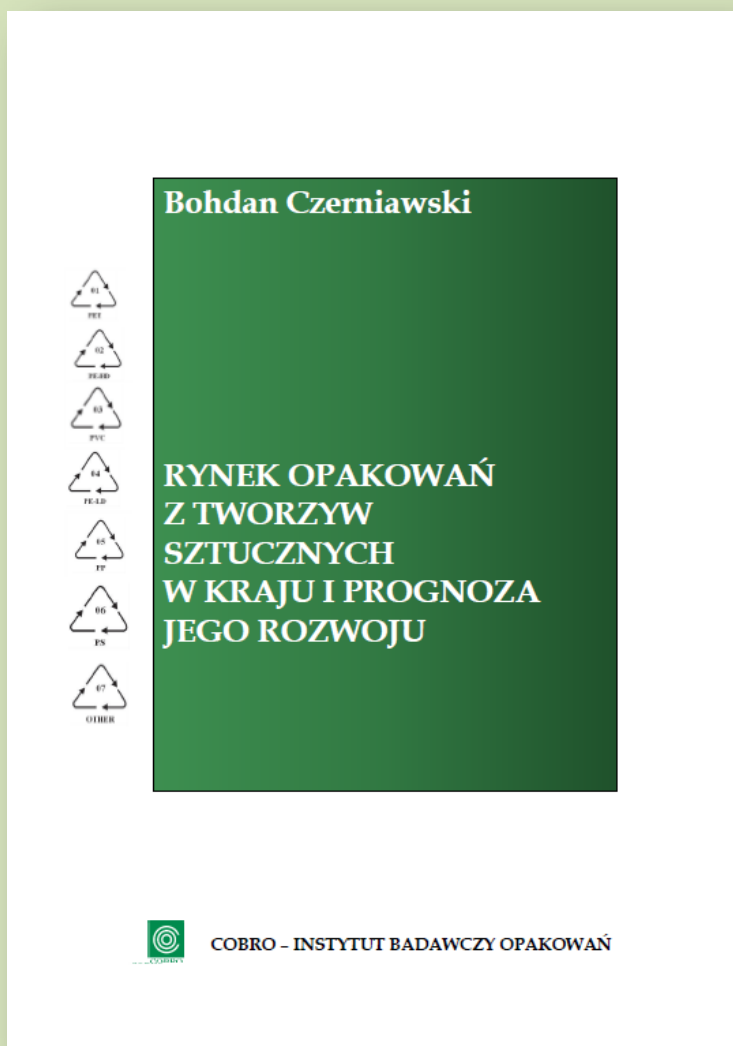 Bohdan Czerniawski
01
PET
02
PE-HD
03
PVC
04
PE-LD
05
PP
06
PS
07
OTHER
RYNEK OPAKOWAŃ
Z TWORZYW
SZTUCZNYCH
W KRAJU I PROGNOZA
JEGO ROZWOJU
COBRO
COBRO – INSTYTUT BADAWCZY OPAKOWAŃ